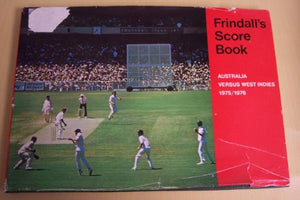 Frindall's
Score
Book
AUSTRALIA
VERSUS WEST INDIES
1975/1976